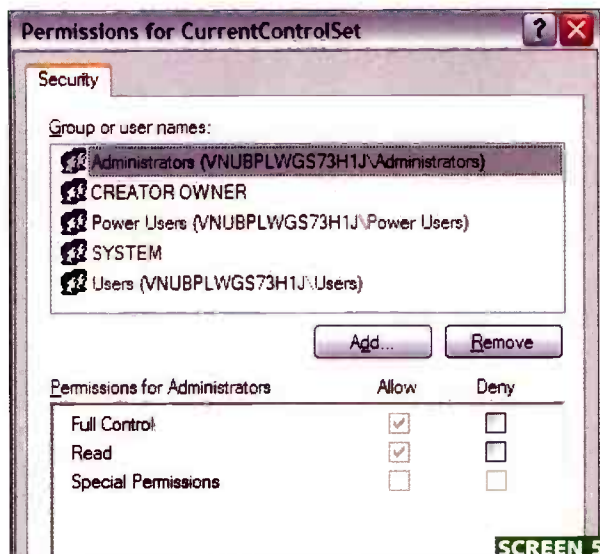 Permissions for CurrentControlSet
Security
Group or user names:
Administrators (VNUBPLWGS73H1J\Administrators)
CREATOR OWNER
Power Users (VNUBPLWGS73H1J\Power Users)
SYSTEM
Users (VNUBPLWGS73H1J\Users)
Add... Remove
Permissions for Administrators Allow Deny
Full Control
Read
Special Permissions
SCREEN 5